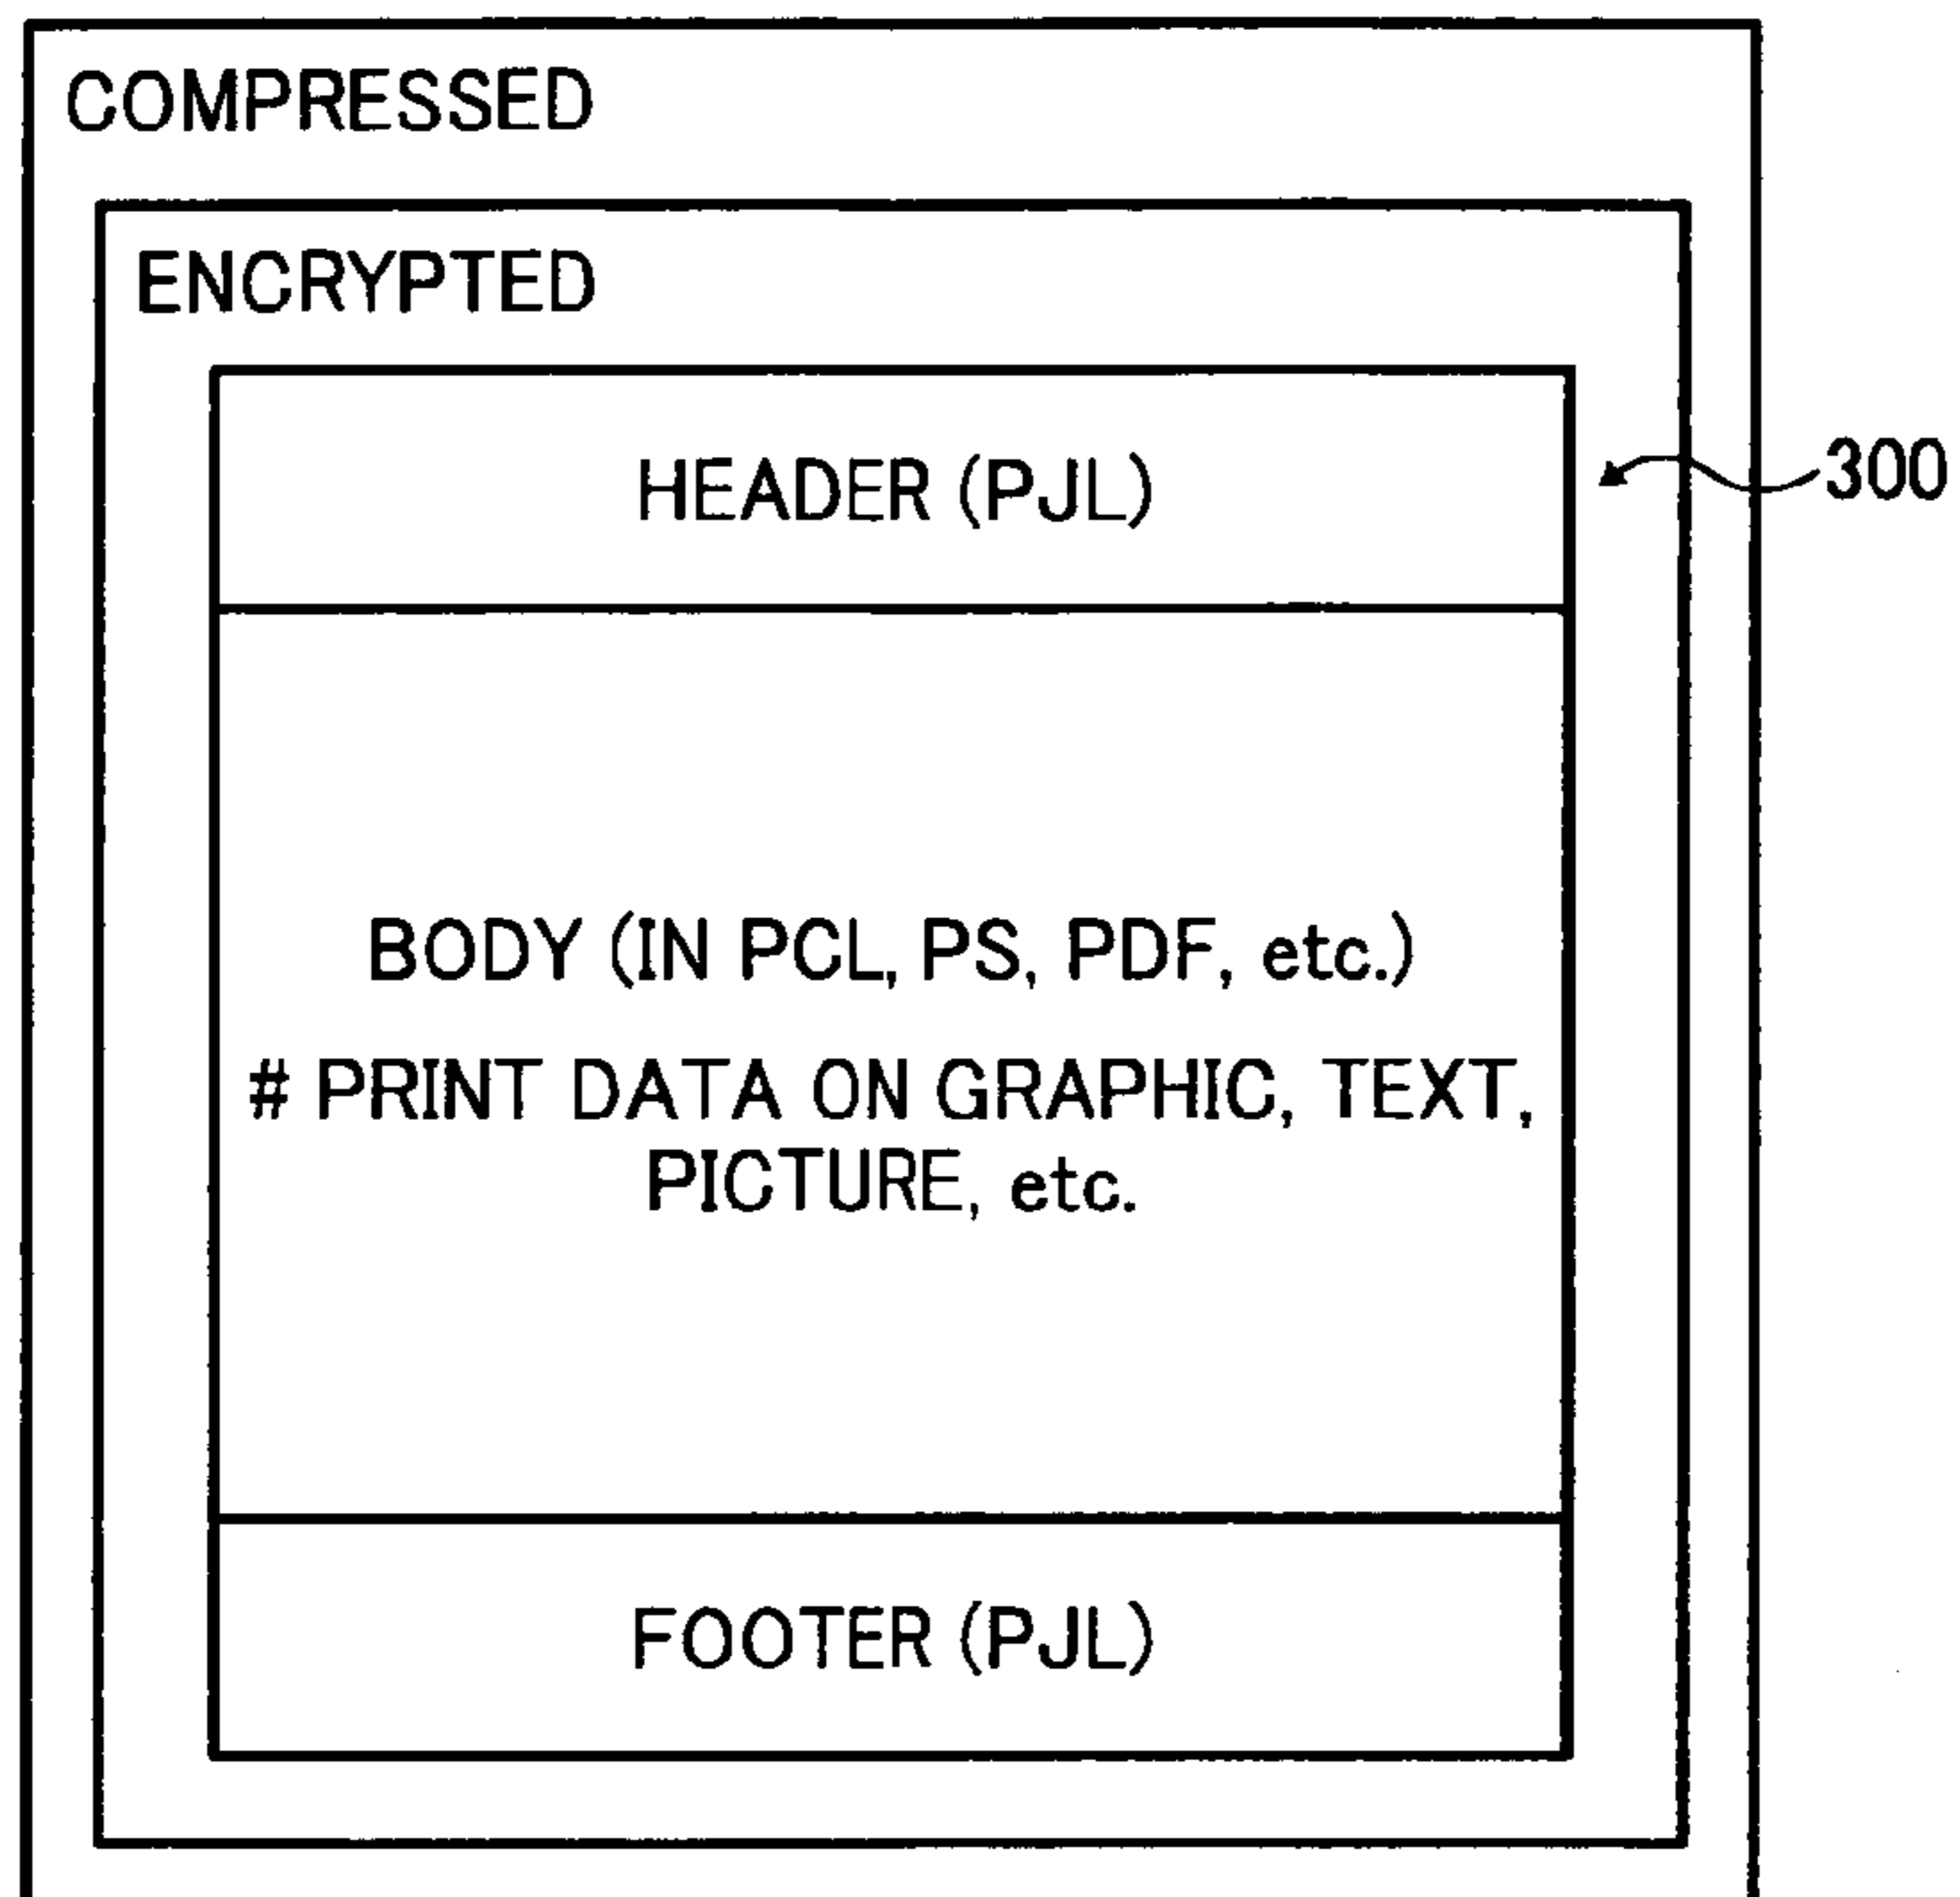 COMPRESSED
ENCRYPTED
HEADER (PJL)
300
BODY (IN PCL, PS, PDF, etc.)
# PRINT DATA ON GRAPHIC, TEXT,
PICTURE, etc.
FOOTER (PJL)